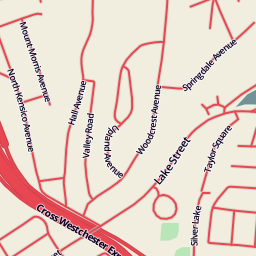 Mount Morris Avenue
North Kensico Avenue
Hall Avenue
Valley Road
Upland Avenue
Woodcrest Avenue
Springdale Avenue
Lake Street
Taylor Square
Silver Lake
Cross Westchester Exp